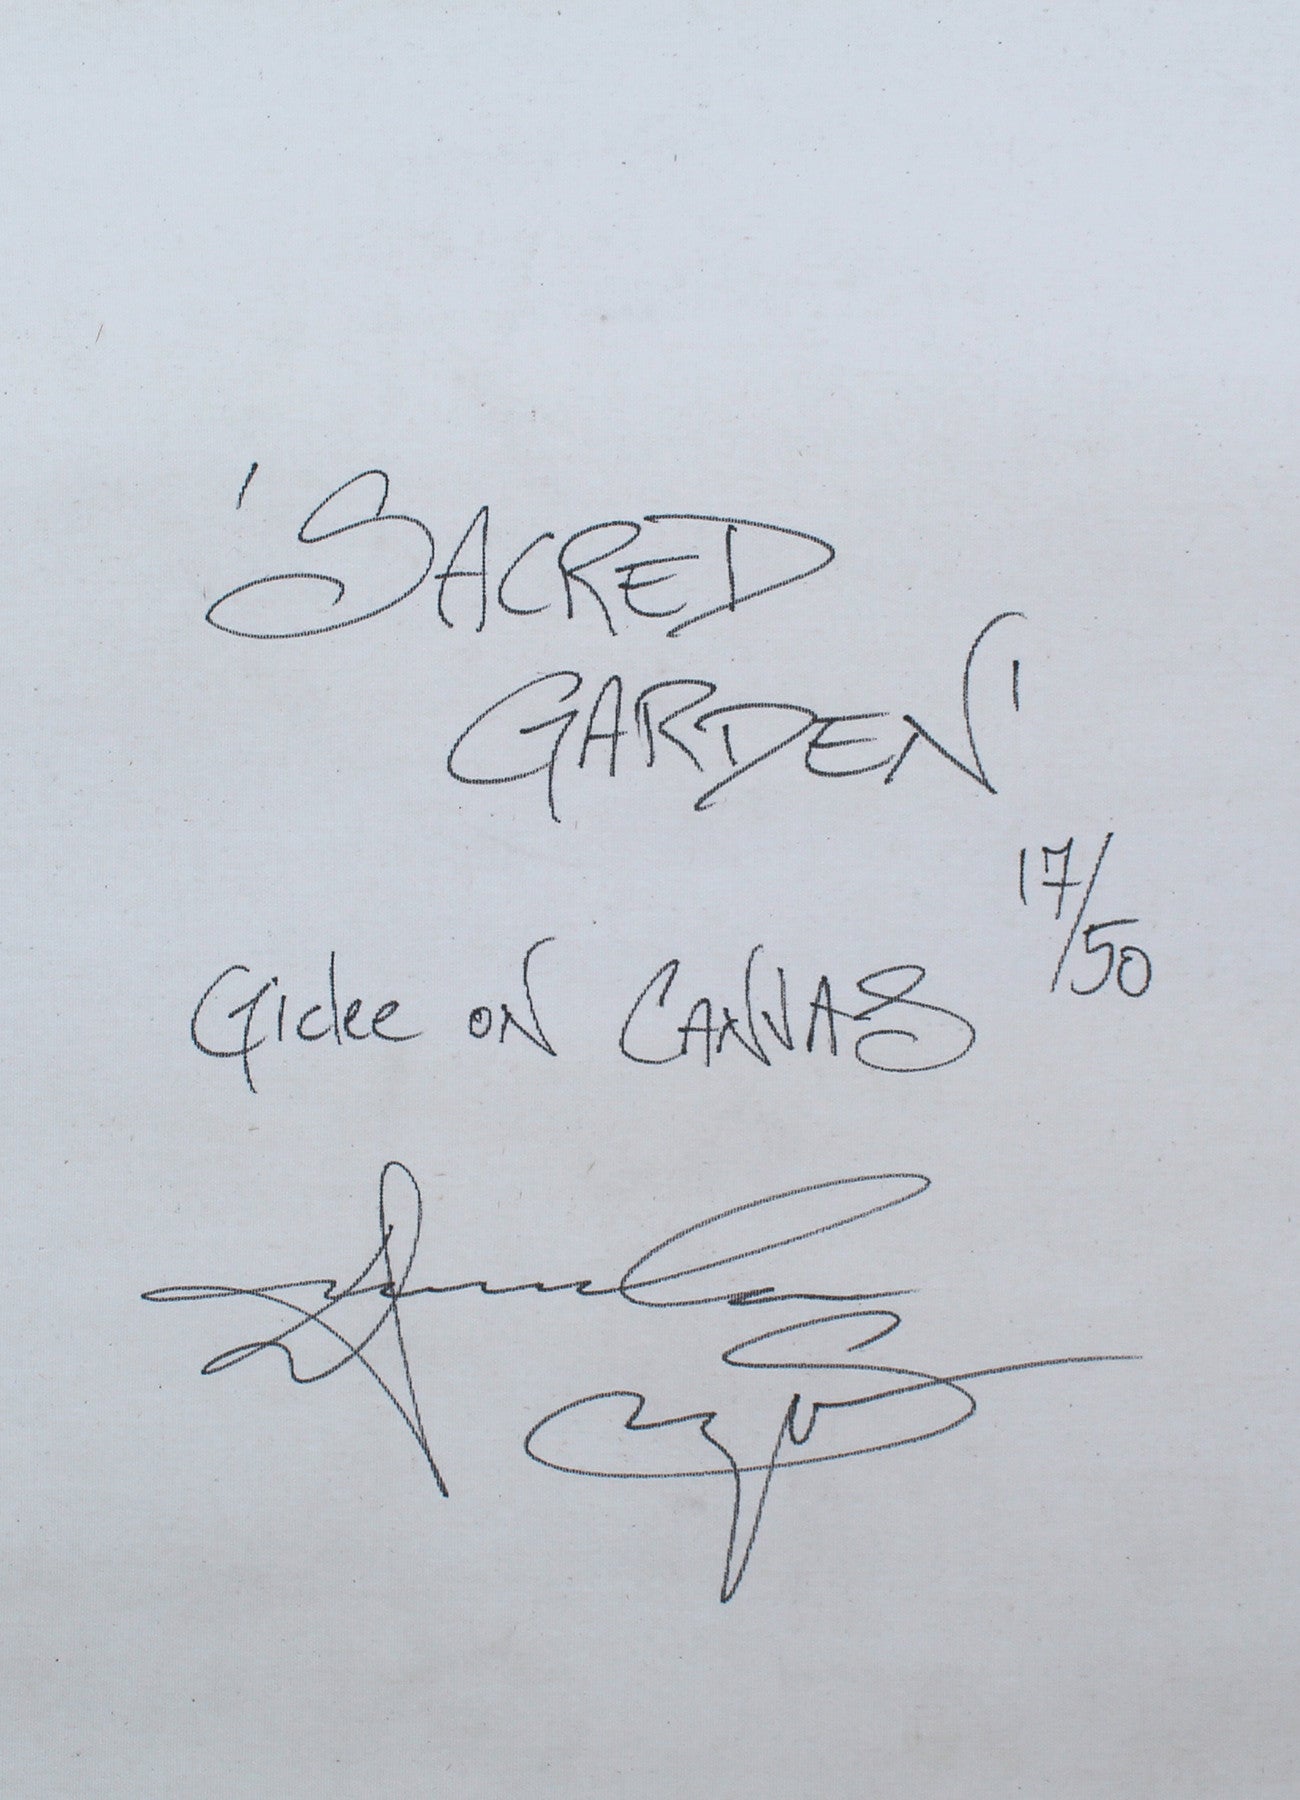 'SACRED
GARDEN'
17/50
Giclee on CANVAS